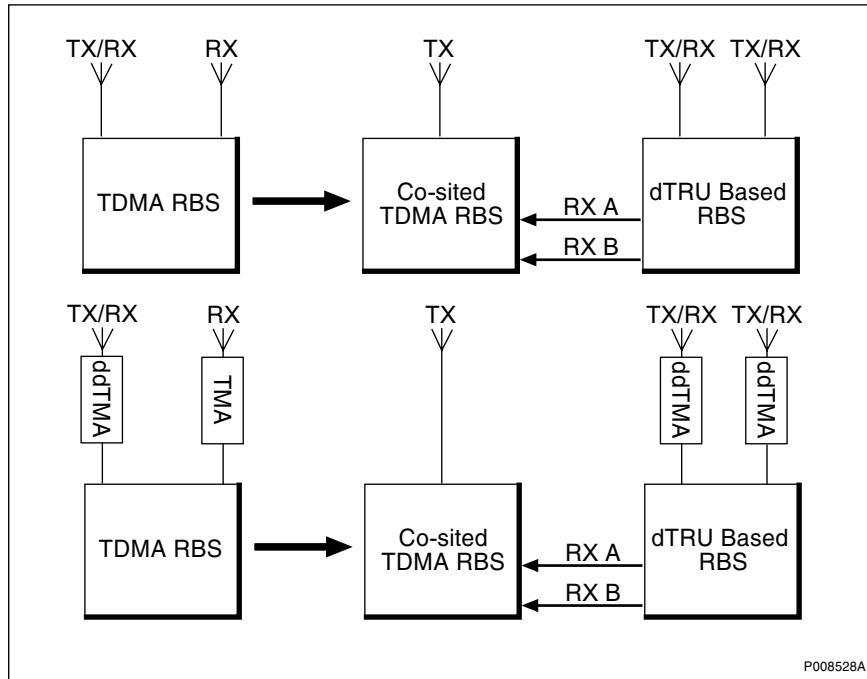 TX/RX RX TX TX/RX TX/RX
TDMA RBS
Co-sited
TDMA RBS
RX A
RX B
dTRU Based
RBS
TX/RX RX TX TX/RX TX/RX
ddTMA TMA ddTMA ddTMA
TDMA RBS
Co-sited
TDMA RBS
RX A
RX B
dTRU Based
RBS
P008528A